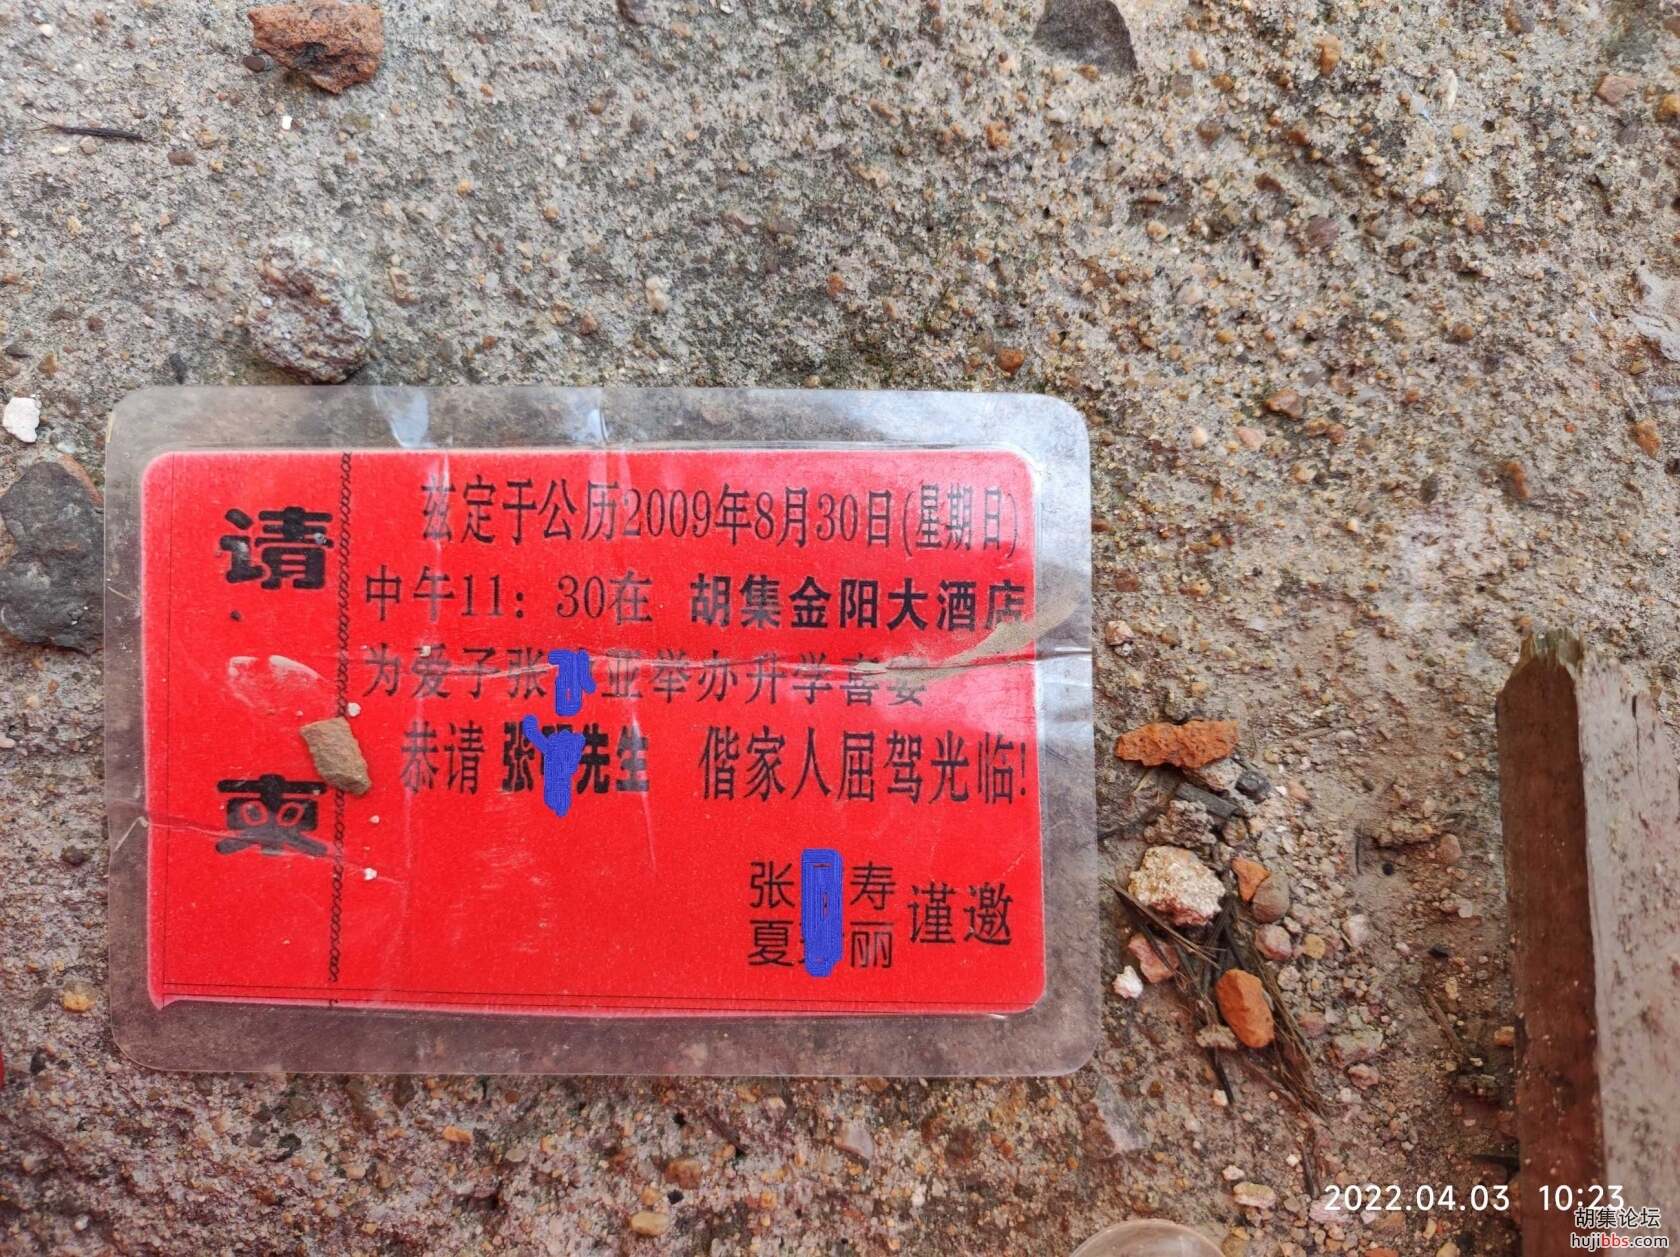 请柬
兹定于公历2009年8月30日(星期日)
中午11：30在 胡集金阳大酒店
为爱子张 亚举办升学喜宴
恭请 张 先生 偕家人屈驾光临!
张 寿
夏 丽
谨邀
2022.04.03 10:23
胡集论坛
hujibbs.com